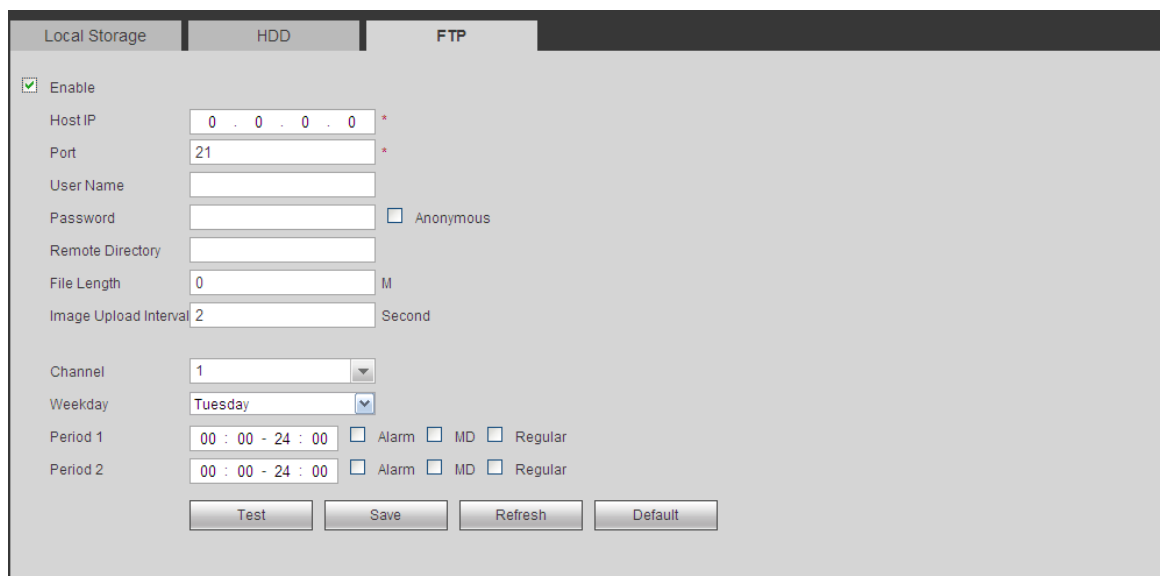 Local Storage HDD FTP
Enable
Host IP 0 . 0 . 0 . 0 *
Port 21 *
User Name
Password Anonymous
Remote Directory
File Length 0 M
Image Upload Interval 2 Second
Channel 1
Weekday Tuesday
Period 1 00 : 00 - 24 : 00 Alarm MD Regular
Period 2 00 : 00 - 24 : 00 Alarm MD Regular
Test Save Refresh Default